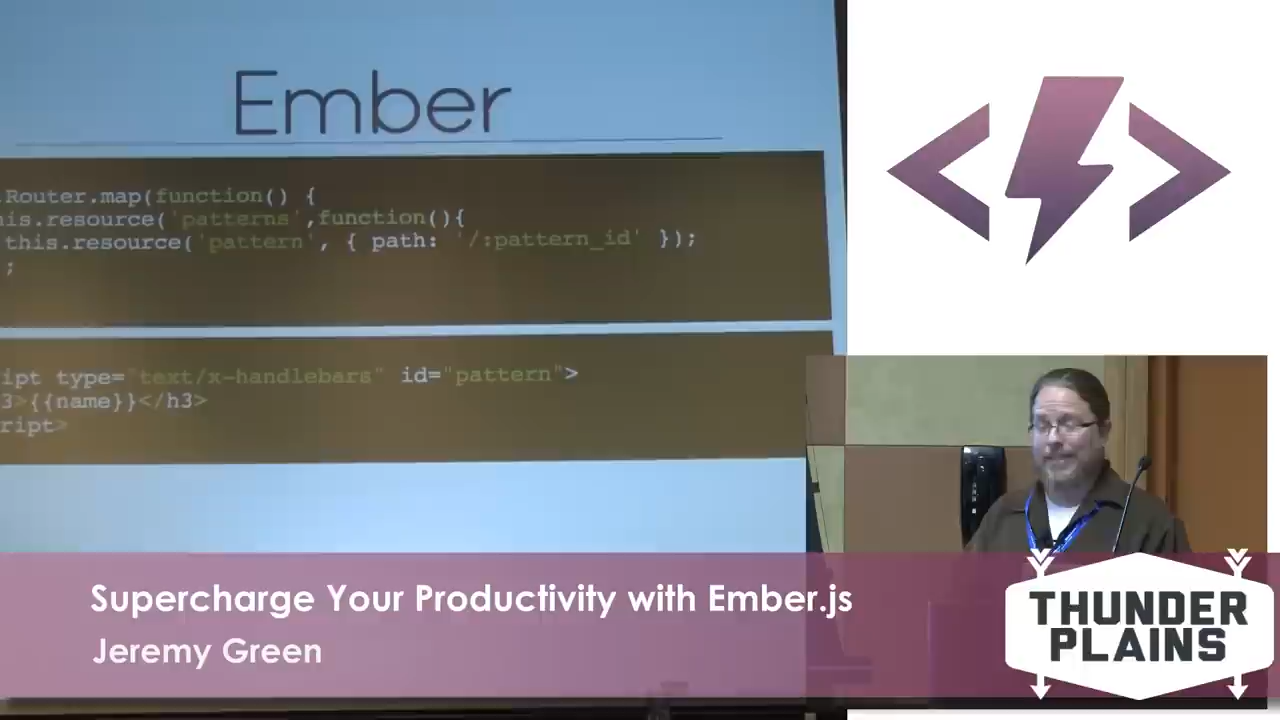 Ember
.Router.map(function() {
his.resource('patterns',function(){
this.resource('pattern', { path: '/:pattern_id' });
;
ipt type="text/x-handlebars" id="pattern">
3>{{name}}</h3>
ript>
Supercharge Your Productivity with Ember.js
Jeremy Green
THUNDER
PLAINS